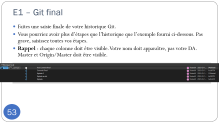 E1 – Git final
Faites une saisie finale de votre historique Git.
Vous pourriez avoir plus d'étapes que l'historique que l'exemple fourni ci-dessous. Pas
grave, saisissez toutes vos étapes.
Rappel : chaque colonne doit être visible. Votre nom doit apparaître, pas votre DA.
Master et Origin/Master doit être visible.
53